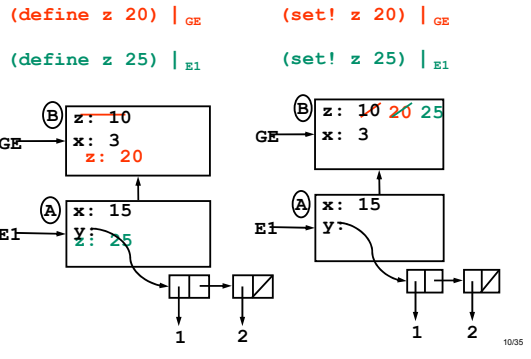 (define z 20) | GE
(define z 25) | E1
B
z: 10
GE
x: 3
z: 20
A
x: 15
E1
y:
z: 25
1 2
(set! z 20) | GE
(set! z 25) | E1
B
z: 10 20 25
GE
x: 3
A
x: 15
E1
y:
1 2
10/35